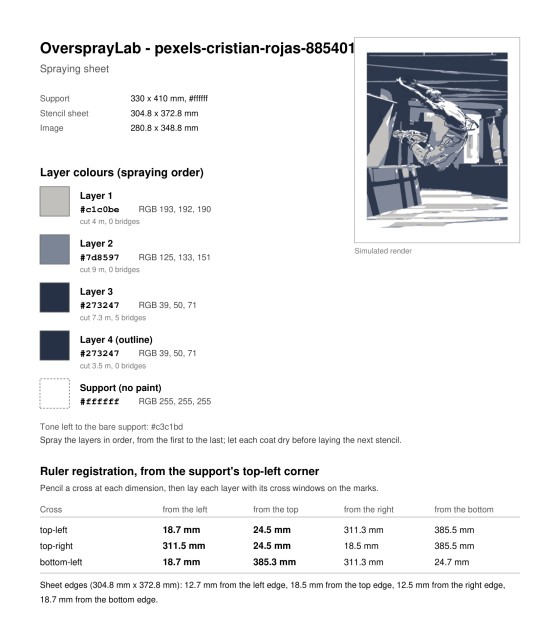 OversprayLab - pexels-cristian-rojas-885401
Spraying sheet
Support 330 x 410 mm, #ffffff
Stencil sheet 304.8 x 372.8 mm
Image 280.8 x 348.8 mm
Simulated render
Layer colours (spraying order)
Layer 1
#c1c0be RGB 193, 192, 190
cut 4 m, 0 bridges
Layer 2
#7d8597 RGB 125, 133, 151
cut 9 m, 0 bridges
Layer 3
#273247 RGB 39, 50, 71
cut 7.3 m, 5 bridges
Layer 4 (outline)
#273247 RGB 39, 50, 71
cut 3.5 m, 0 bridges
Support (no paint)
#ffffff RGB 255, 255, 255
Tone left to the bare support: #c3c1bd
Spray the layers in order, from the first to the last; let each coat dry before laying the next stencil.
Ruler registration, from the support's top-left corner
Pencil a cross at each dimension, then lay each layer with its cross windows on the marks.
Cross from the left from the top from the right from the bottom
top-left 18.7 mm 24.5 mm 311.3 mm 385.5 mm
top-right 311.5 mm 24.5 mm 18.5 mm 385.5 mm
bottom-left 18.7 mm 385.3 mm 311.3 mm 24.7 mm
Sheet edges (304.8 mm x 372.8 mm): 12.7 mm from the left edge, 18.5 mm from the top edge, 12.5 mm from the right edge,
18.7 mm from the bottom edge.